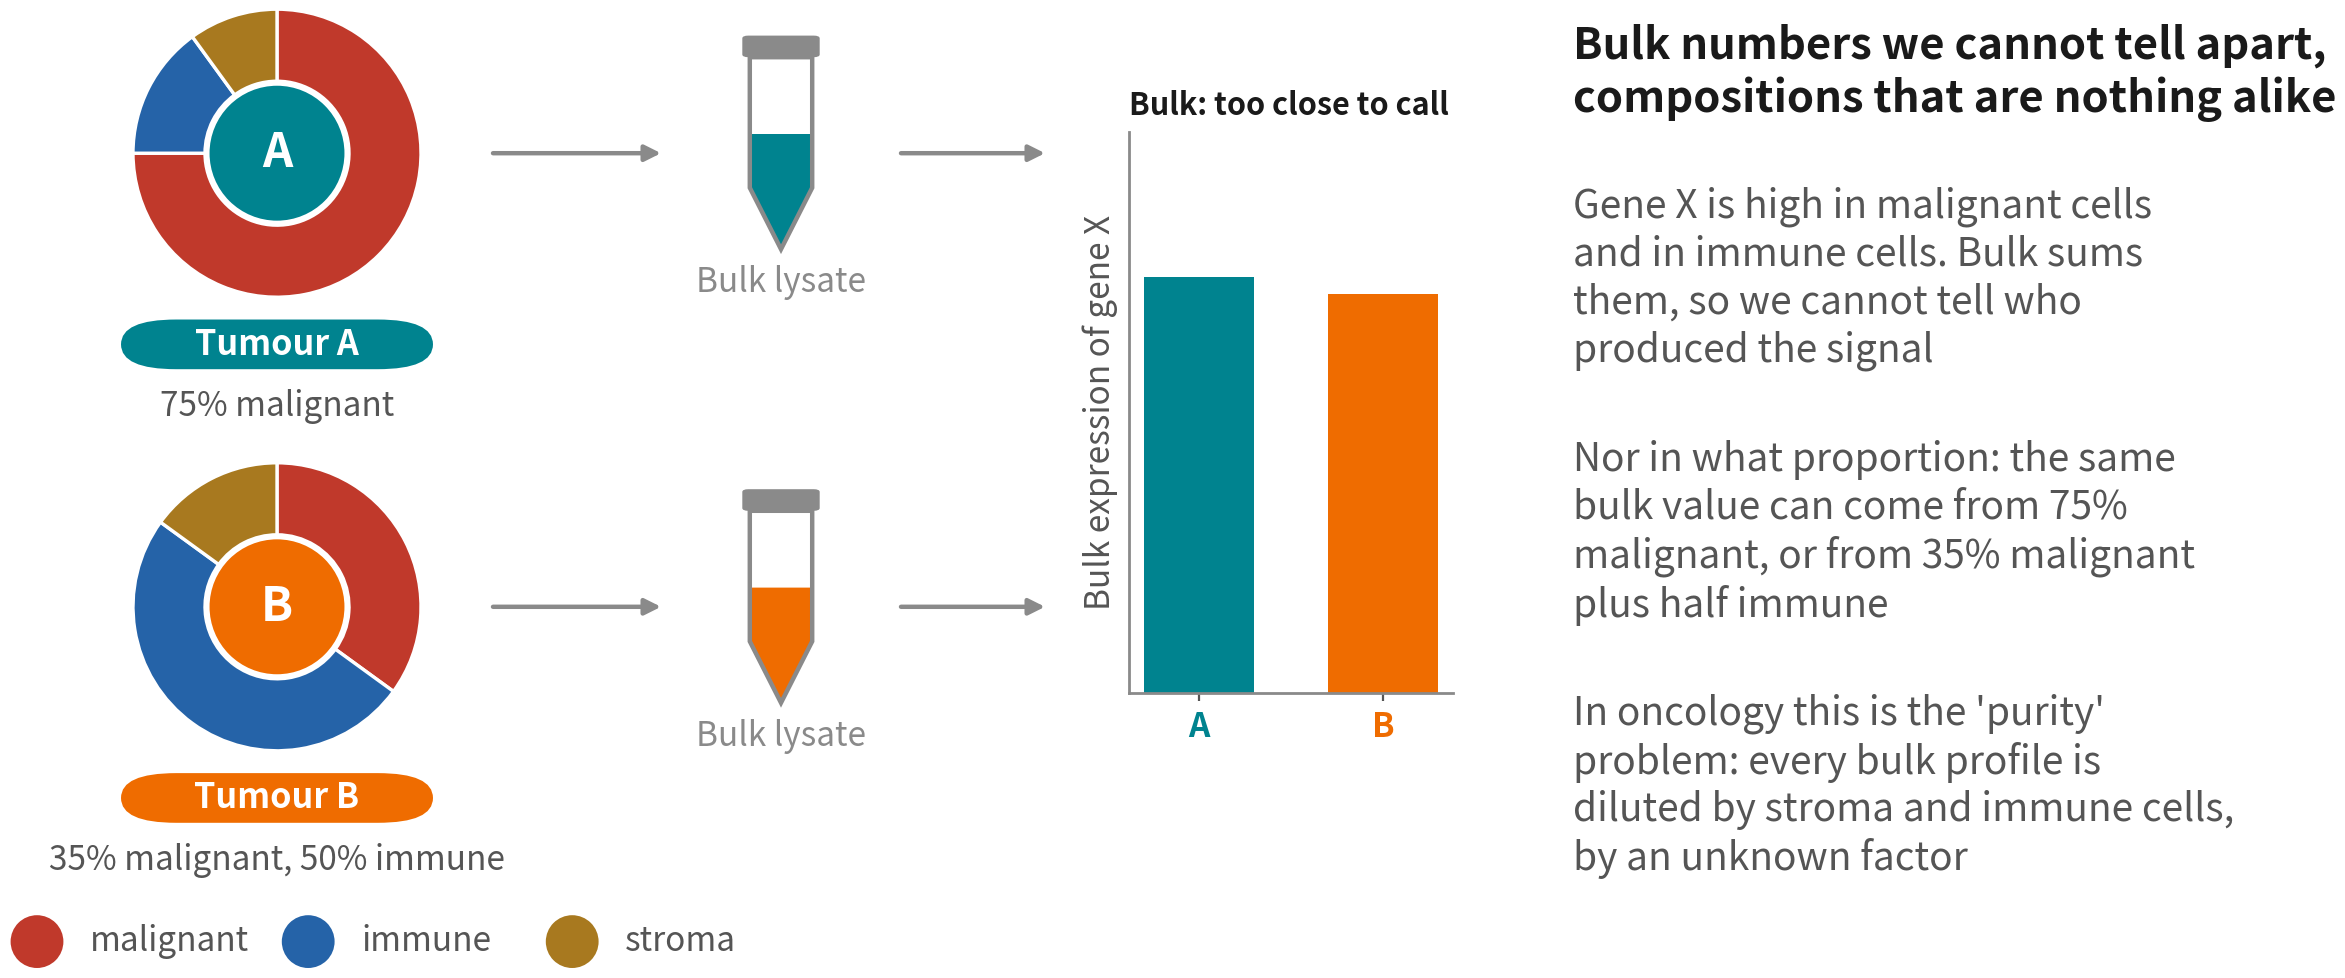 A
Tumour A
75% malignant
B
Tumour B
35% malignant, 50% immune
malignant
immune
stroma
Bulk lysate
Bulk lysate
Bulk: too close to call
Bulk expression of gene X
A
B
Bulk numbers we cannot tell apart,
compositions that are nothing alike
Gene X is high in malignant cells
and in immune cells. Bulk sums
them, so we cannot tell who
produced the signal
Nor in what proportion: the same
bulk value can come from 75%
malignant, or from 35% malignant
plus half immune
In oncology this is the 'purity'
problem: every bulk profile is
diluted by stroma and immune cells,
by an unknown factor